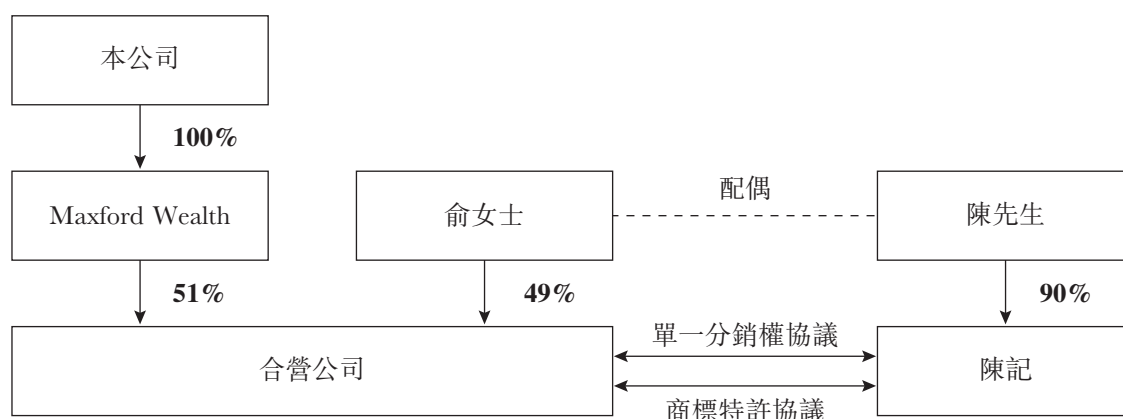 本公司
100%
配偶
Maxford Wealth
俞女士
陳先生
51%
49%
90%
單一分銷權協議
合營公司
陳記
商標特許協議